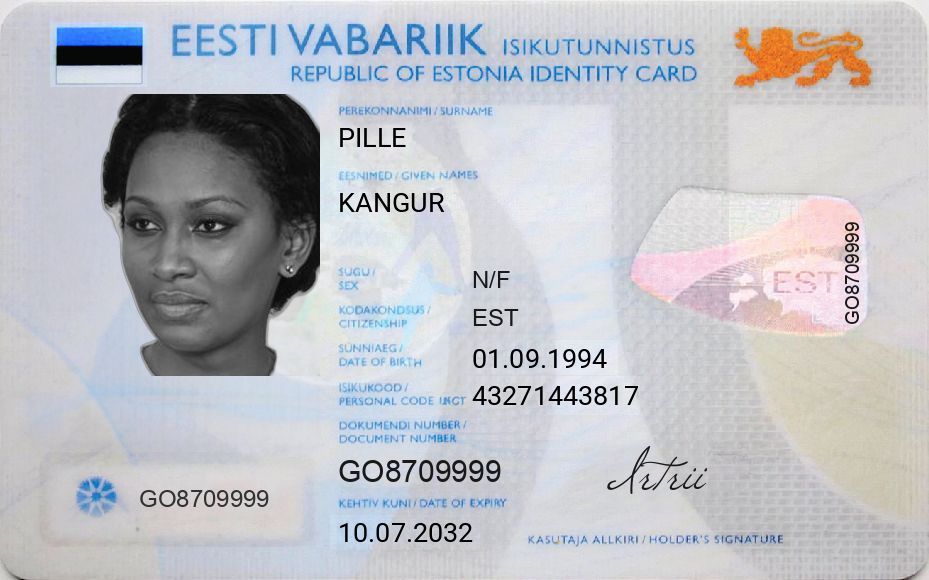 EESTI VABARIIK ISIKUTUNNISTUS
REPUBLIC OF ESTONIA IDENTITY CARD
PEREKONNANIMI / SURNAME
PILLE
EESNIMED / GIVEN NAMES
KANGUR
SUGU /
SEX
N/F
KODAKONDSUS /
CITIZENSHIP
EST
SÜNNIAEG /
DATE OF BIRTH
01.09.1994
ISIKUKOOD /
PERSONAL CODE
43271443817
DOKUMENDI NUMBER /
DOCUMENT NUMBER
GO8709999
KEHTIV KUNI / DATE OF EXPIRY
10.07.2032
GO8709999
EST
GO8709999
Artrii
KASUTAJA ALLKIRI / HOLDER'S SIGNATURE